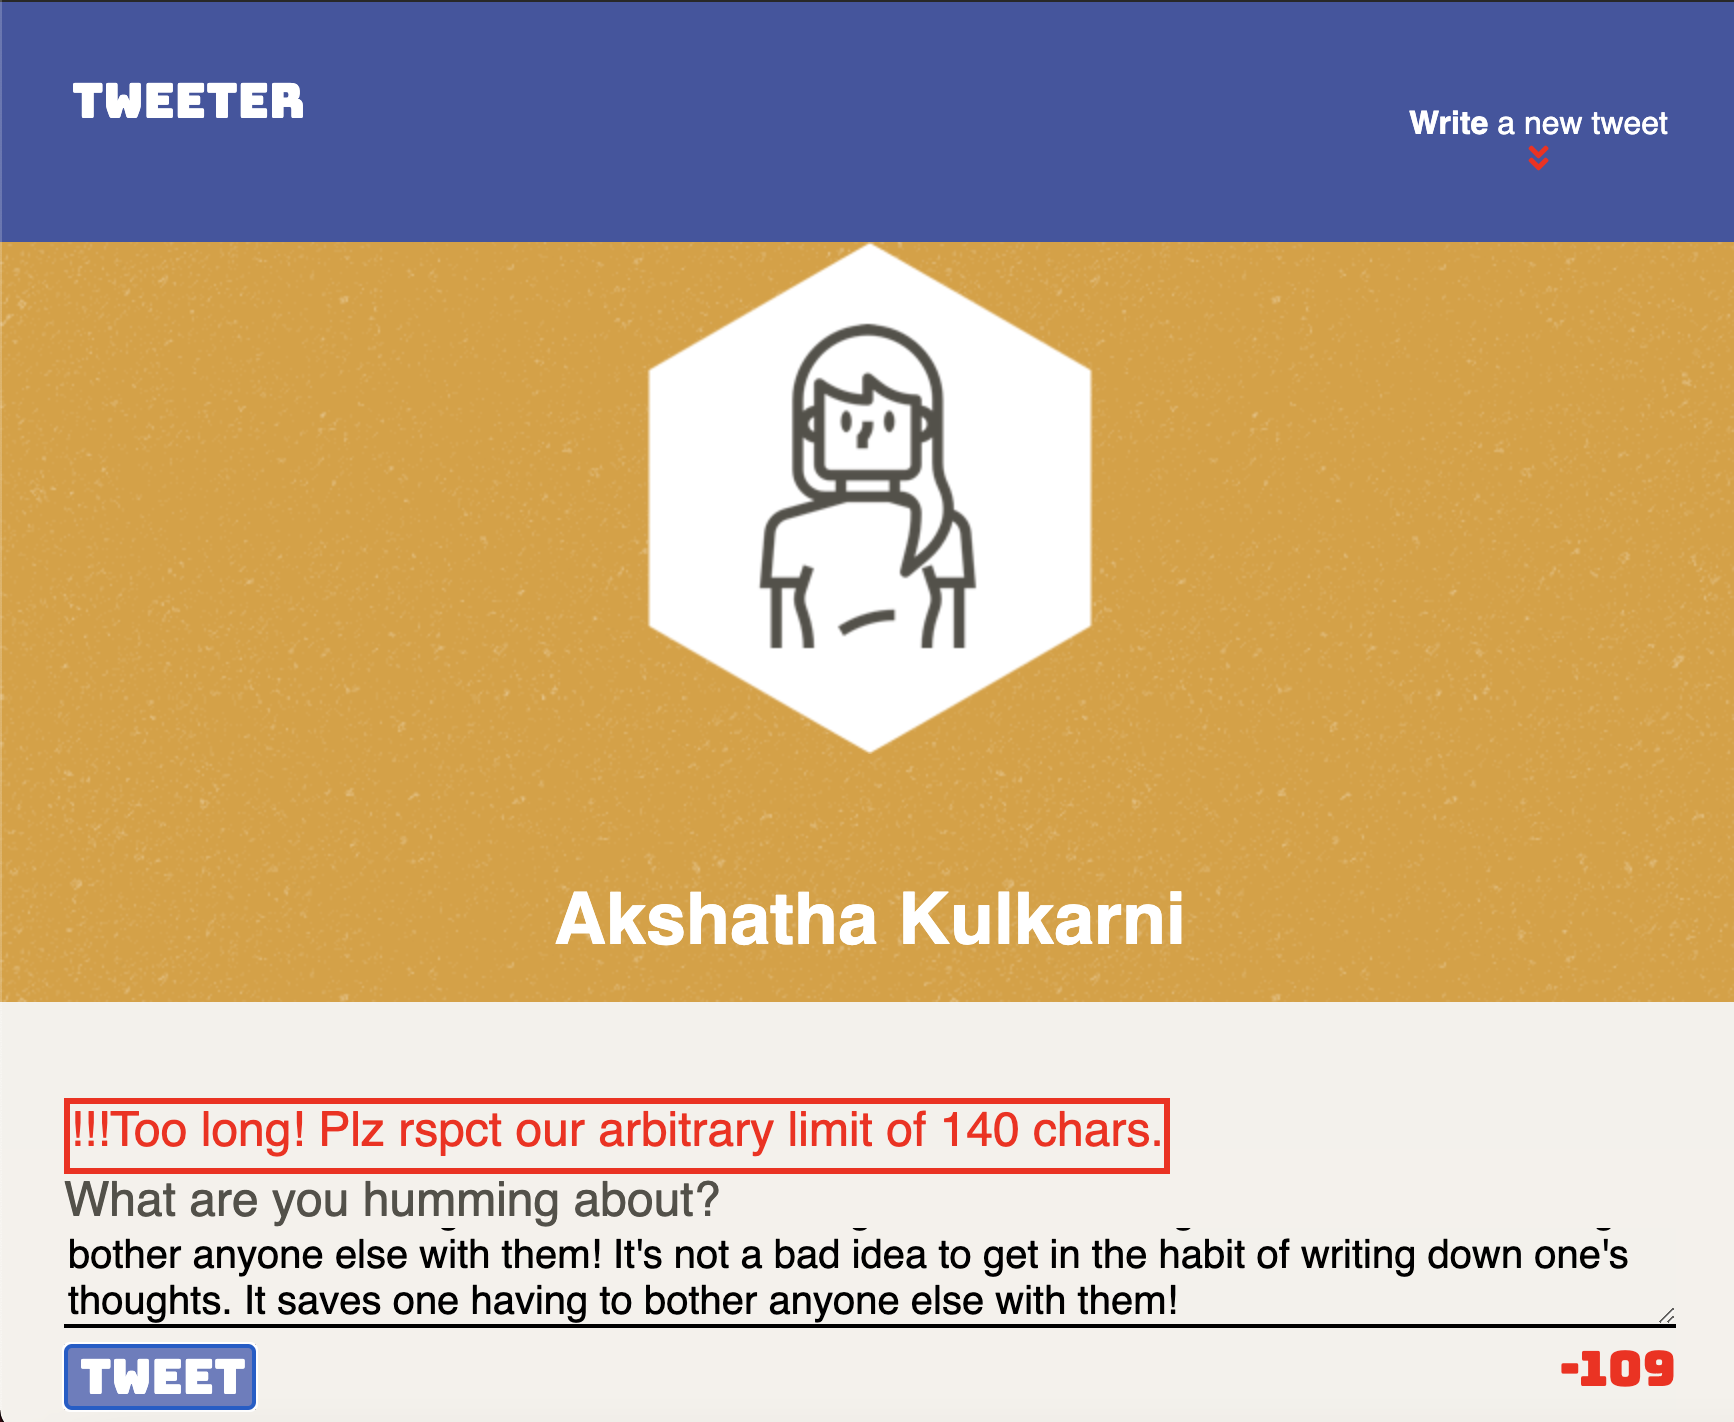 TWEETER
Write a new tweet
Akshatha Kulkarni
!!!Too long! Plz rspct our arbitrary limit of 140 chars.
What are you humming about?
bother anyone else with them! It's not a bad idea to get in the habit of writing down one's
thoughts. It saves one having to bother anyone else with them!
TWEET
-109